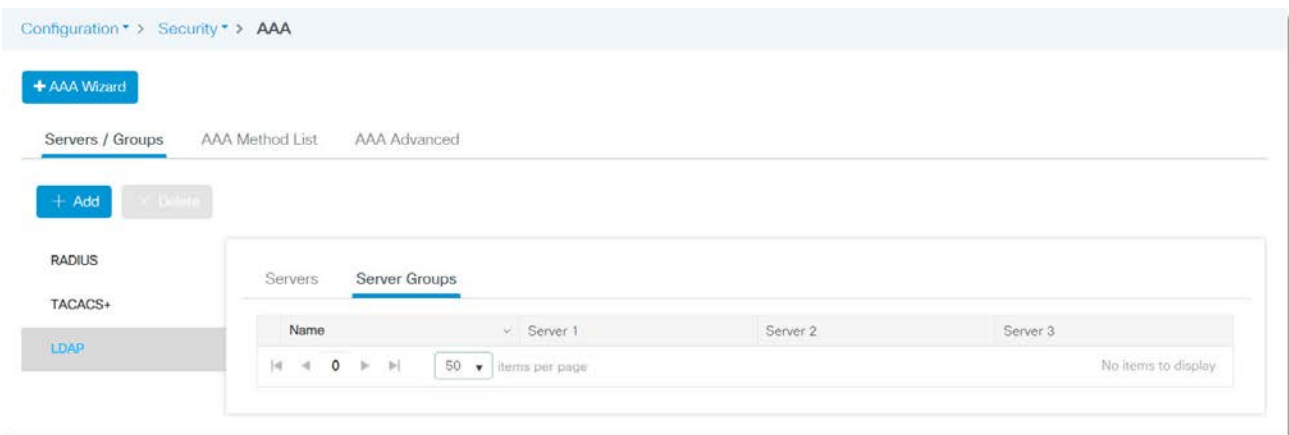 Configuration > Security > AAA
+ AAA Wizard
Servers / Groups AAA Method List AAA Advanced
+ Add × Delete
RADIUS
TACACS+
LDAP
Servers Server Groups
Name Server 1 Server 2 Server 3
0 50 items per page No items to display